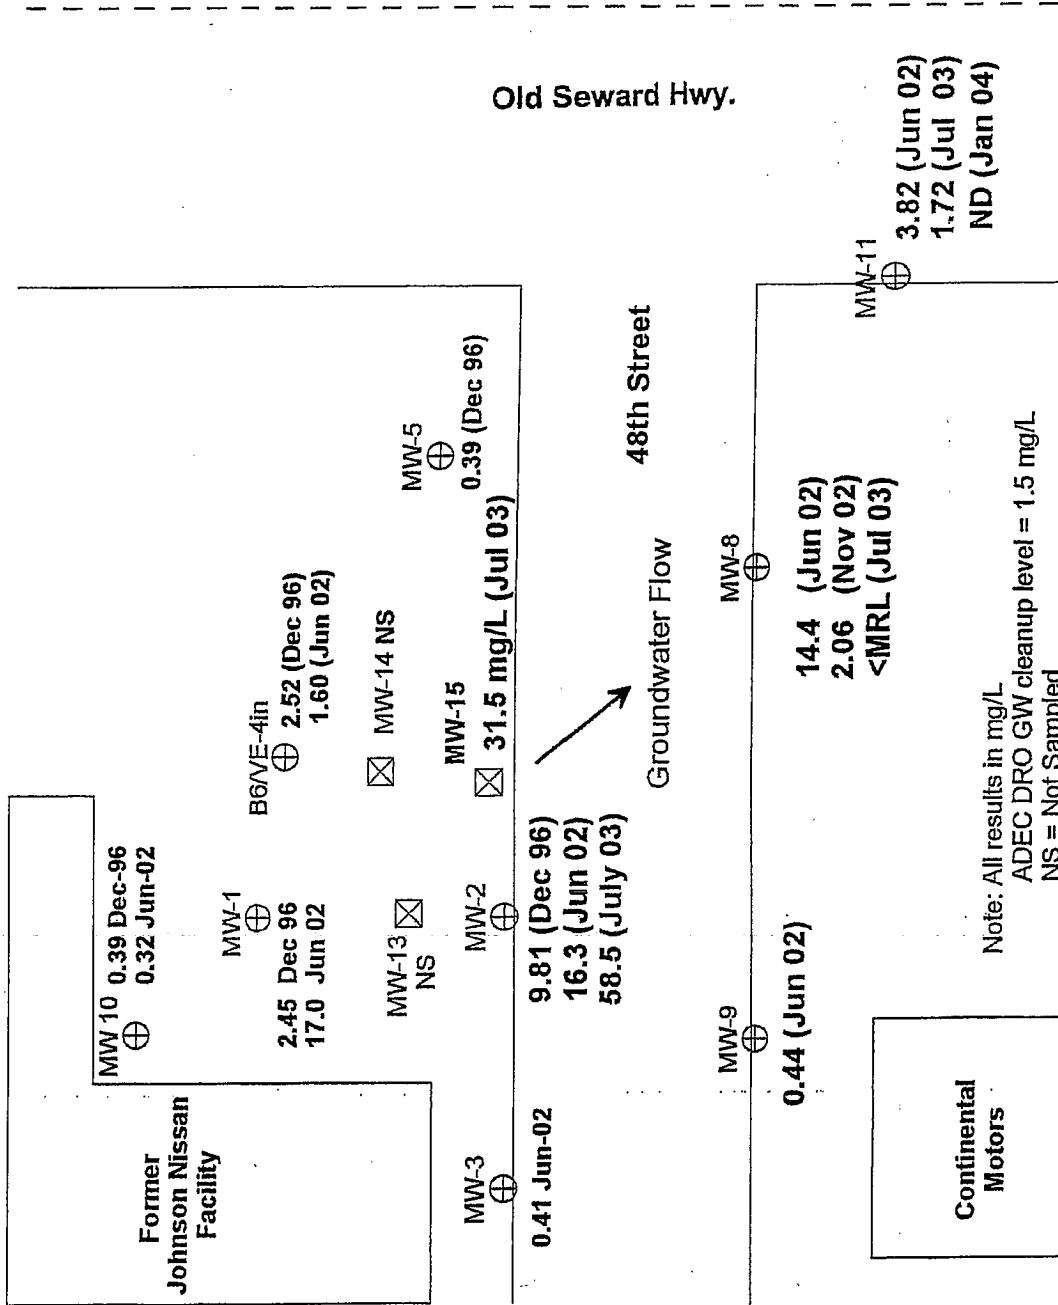 Old Seward Hwy.
MW 10
0.39 Dec-96
0.32 Jun-02
Former
Johnson Nissan
Facility
MW-1
2.45 Dec 96
17.0 Jun 02
B6/VE-4in
2.52 (Dec 96)
1.60 (Jun 02)
MW-13
NS
MW-14 NS
MW-15
31.5 mg/L (Jul 03)
MW-5
0.39 (Dec 96)
MW-3
0.41 Jun-02
MW-2
9.81 (Dec 96)
16.3 (Jun 02)
58.5 (July 03)
Groundwater Flow
48th Street
MW-9
0.44 (Jun 02)
MW-8
14.4 (Jun 02)
2.06 (Nov 02)
<MRL (Jul 03)
MW-11
3.82 (Jun 02)
1.72 (Jul 03)
ND (Jan 04)
Continental
Motors
Note: All results in mg/L
ADEC DRO GW cleanup level = 1.5 mg/L
NS = Not Sampled